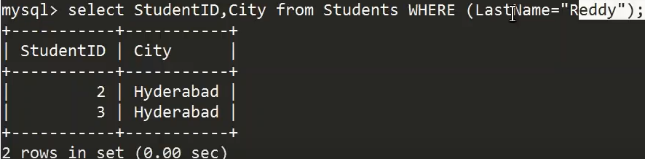 mysql> select StudentID,City from Students WHERE (LastName="Reddy");
+-----------+-----------+
| StudentID | City      |
+-----------+-----------+
|         2 | Hyderabad |
|         3 | Hyderabad |
+-----------+-----------+
2 rows in set (0.00 sec)